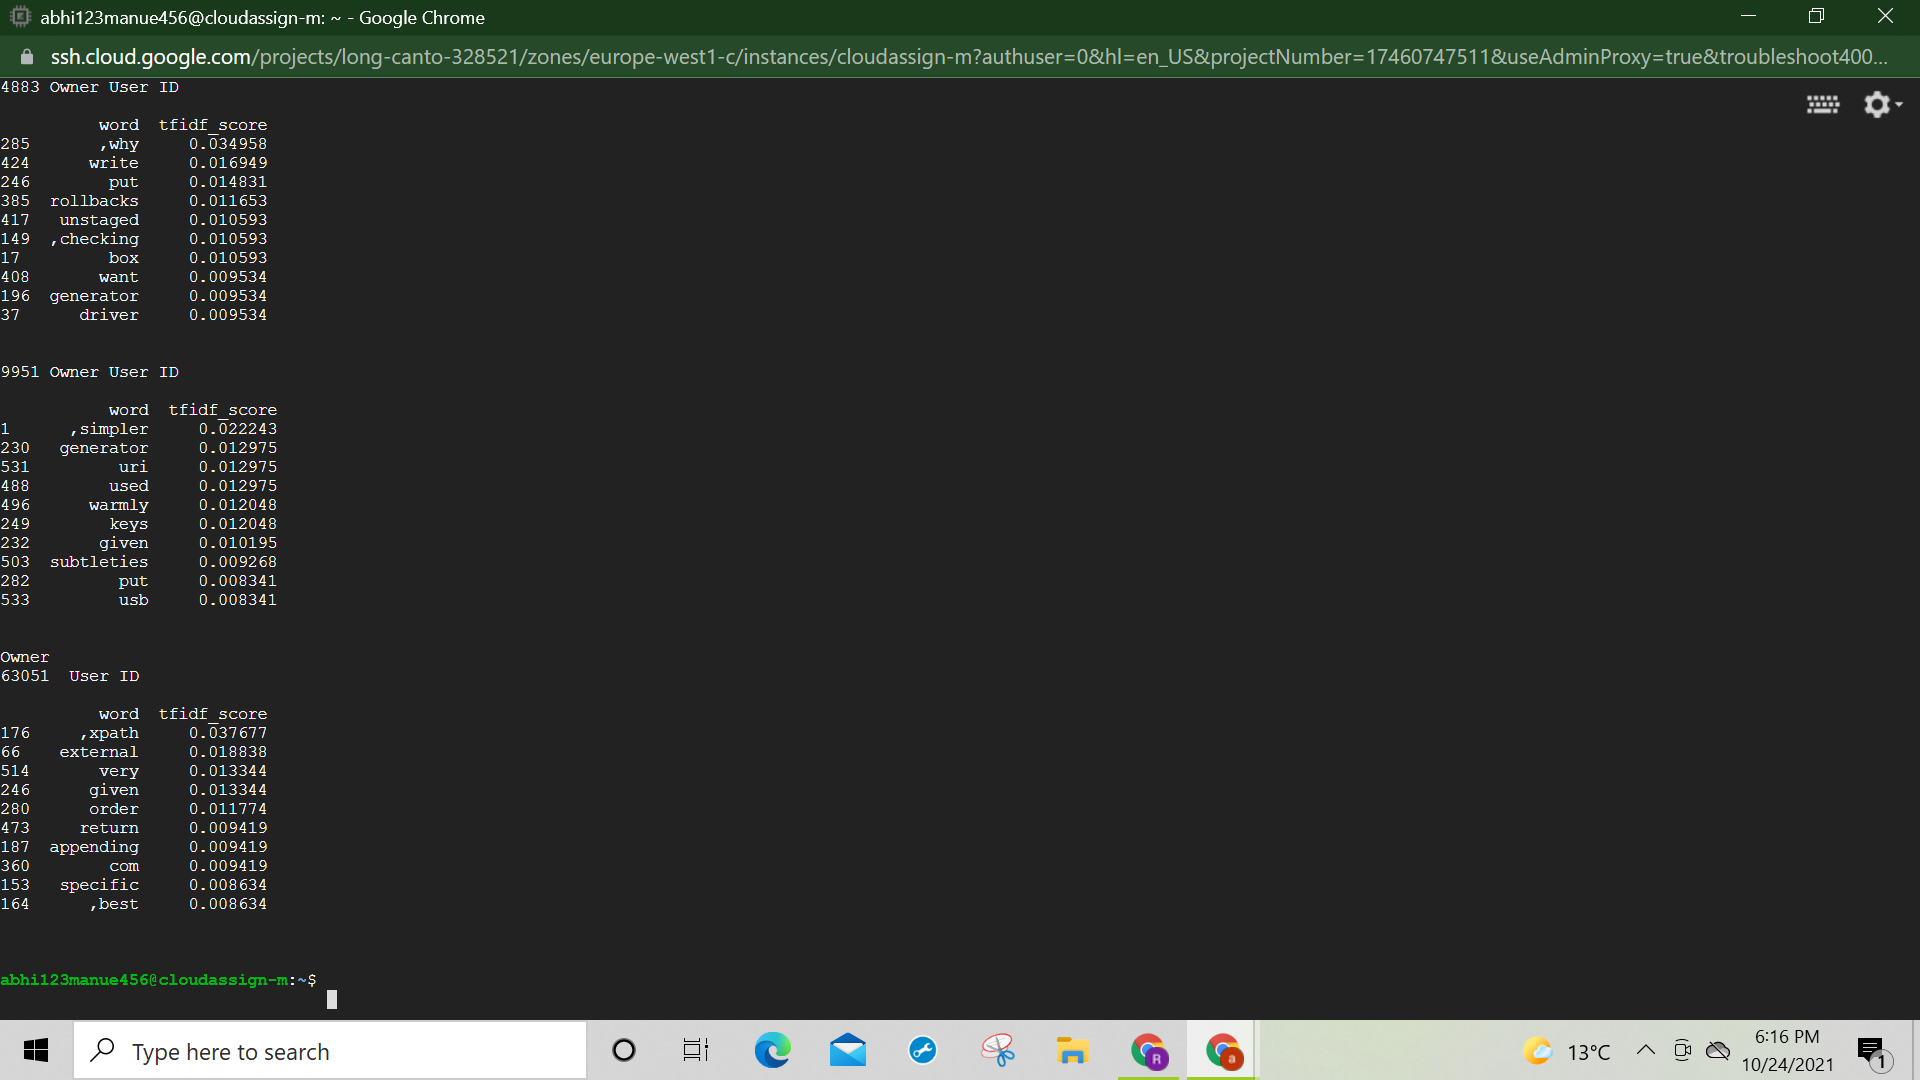 abhi123manue456@cloudassign-m: ~ - Google Chrome
ssh.cloud.google.com/projects/long-canto-328521/zones/europe-west1-c/instances/cloudassign-m?authuser=0&hl=en_US&projectNumber=17460747511&useAdminProxy=true&troubleshoot400...
4883 Owner User ID
word tfidf_score
285 ,why 0.034958
424 write 0.016949
246 put 0.014831
385 rollbacks 0.011653
417 unstaged 0.010593
149 ,checking 0.010593
17 box 0.010593
408 want 0.009534
196 generator 0.009534
37 driver 0.009534
9951 Owner User ID
word tfidf_score
1 ,simpler 0.022243
230 generator 0.012975
531 uri 0.012975
488 used 0.012975
496 warmly 0.012048
249 keys 0.012048
232 given 0.010195
503 subtleties 0.009268
282 put 0.008341
533 usb 0.008341
Owner
63051 User ID
word tfidf_score
176 ,xpath 0.037677
66 external 0.018838
514 very 0.013344
246 given 0.013344
280 order 0.011774
473 return 0.009419
187 appending 0.009419
360 com 0.009419
153 specific 0.008634
164 ,best 0.008634
abhi123manue456@cloudassign-m:~$
Type here to search
R
a
13°C
6:16 PM
10/24/2021
1